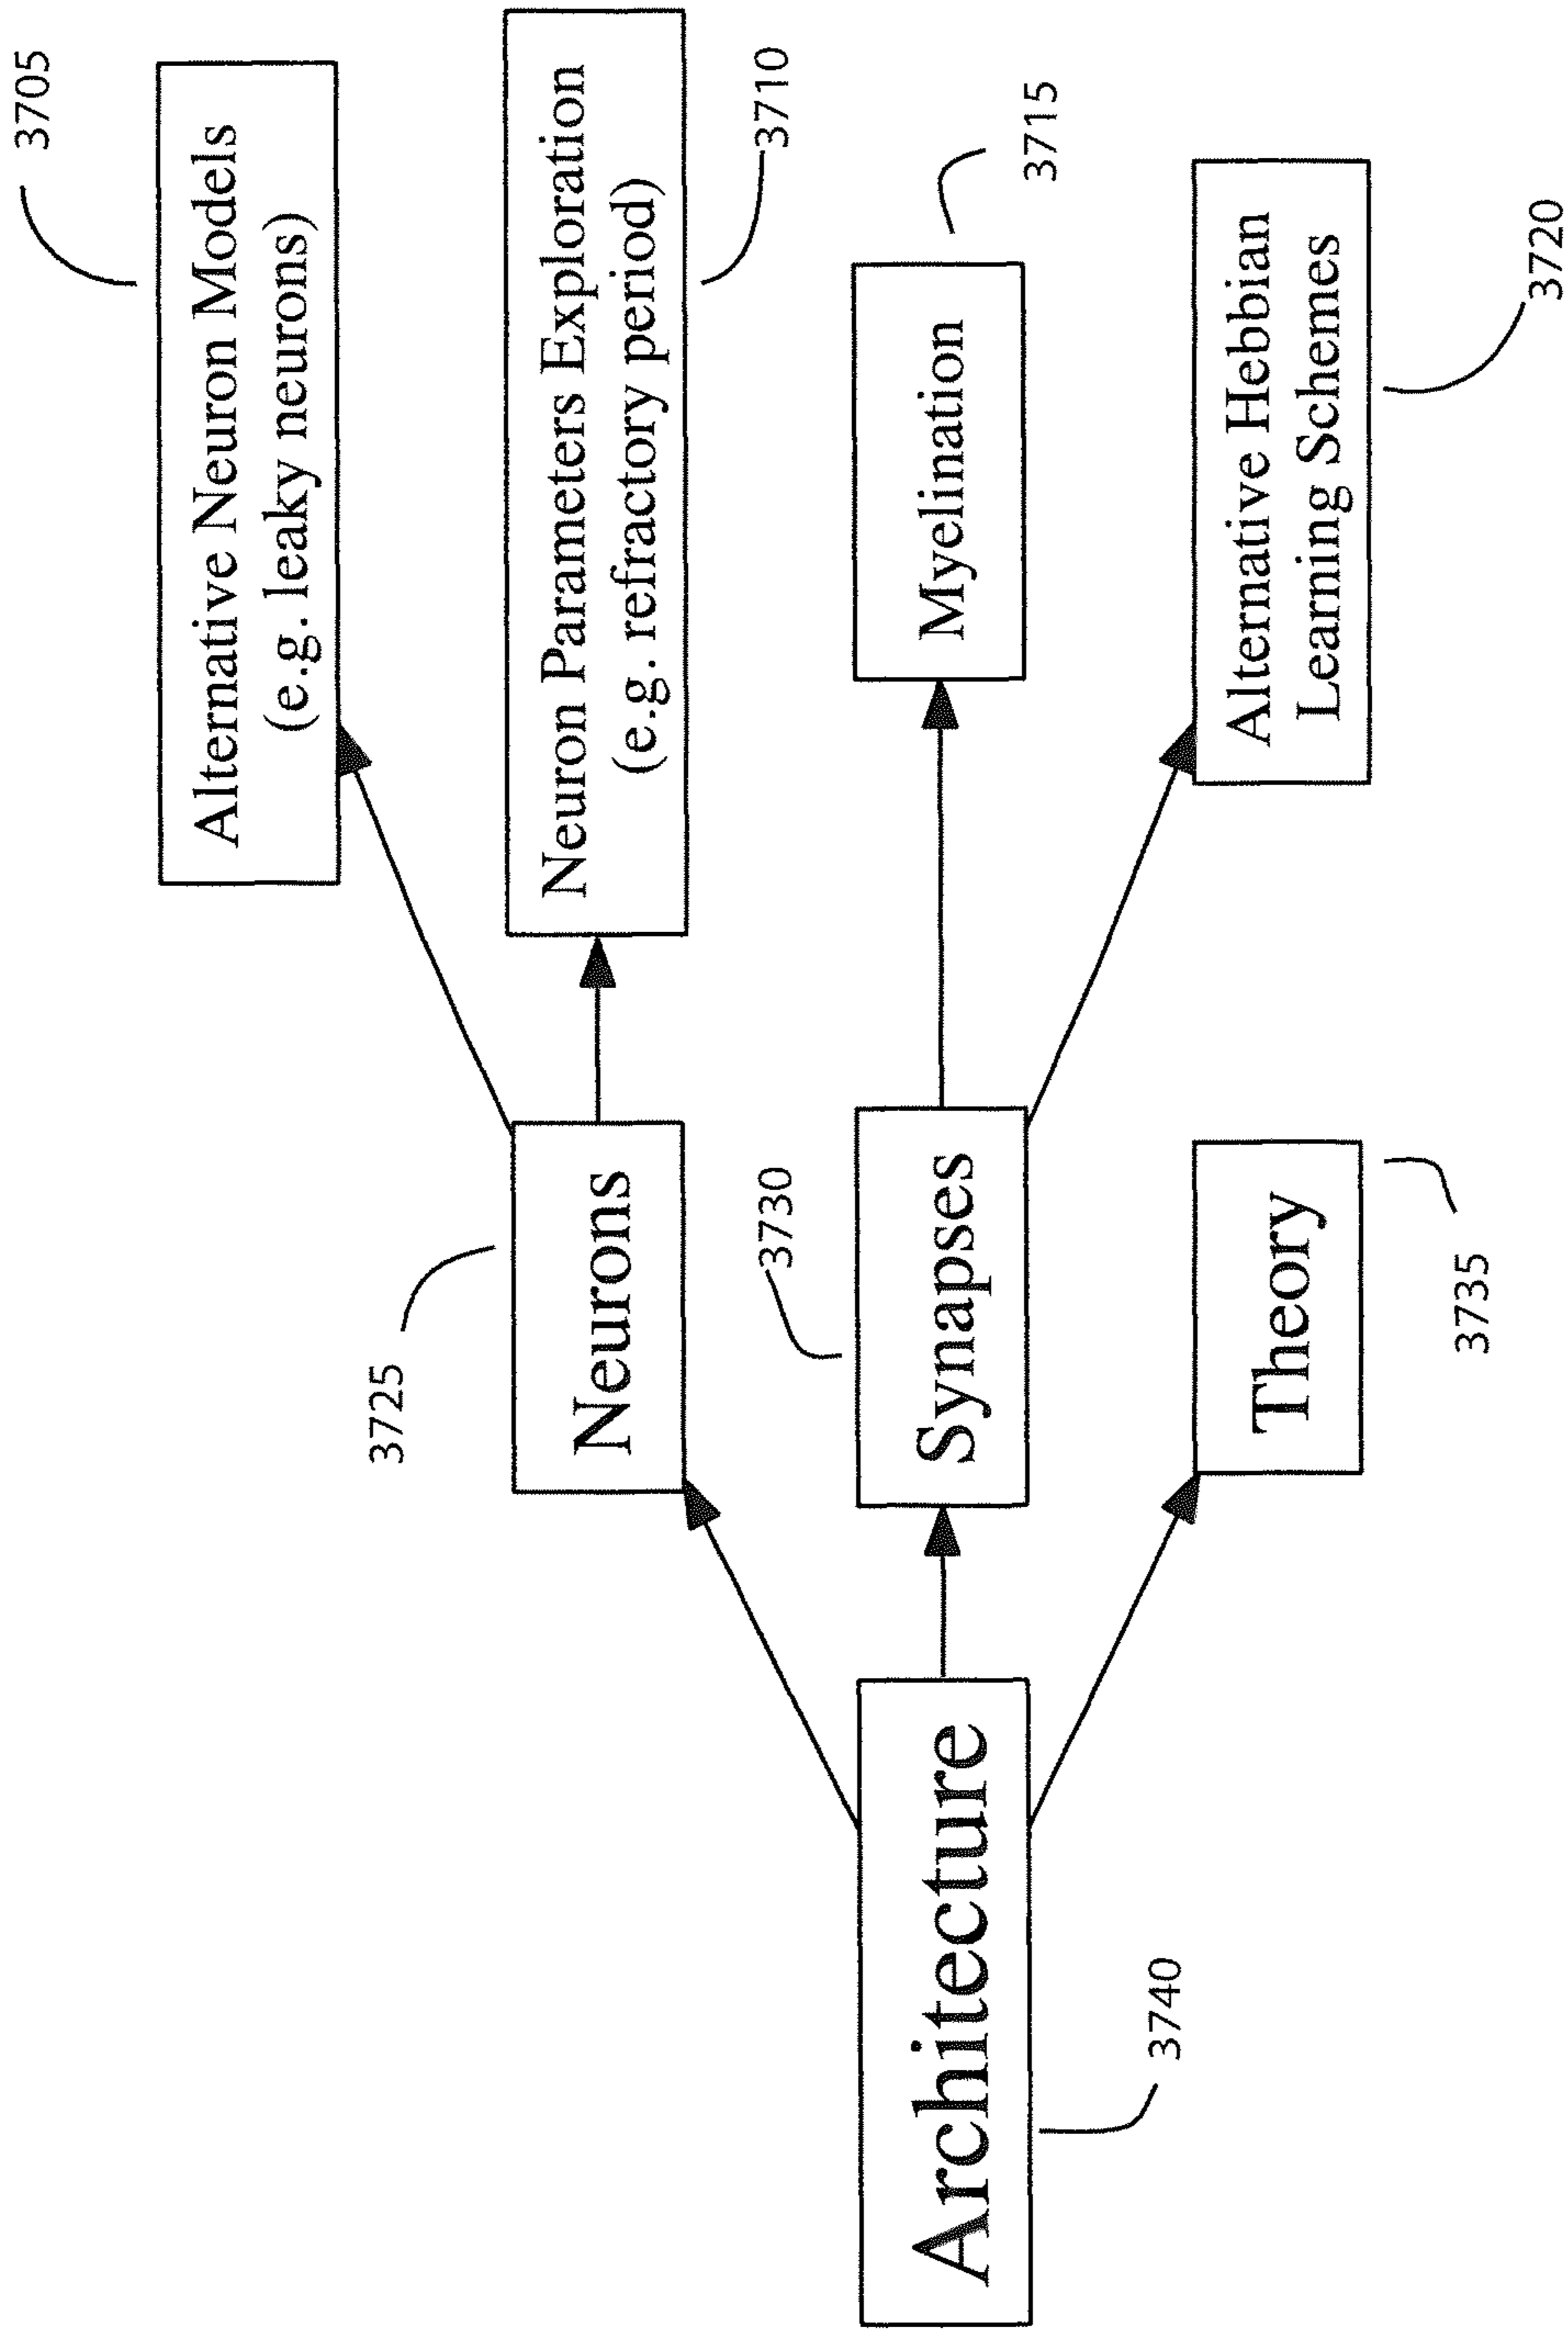 3705
Alternative Neuron Models
(e.g. leaky neurons)
3725
Neurons
Neuron Parameters Exploration
(e.g. refractory period)
3710
3730
Architecture
Synapses
Myelination
3715
3740
Theory
3735
Alternative Hebbian
Learning Schemes
3720